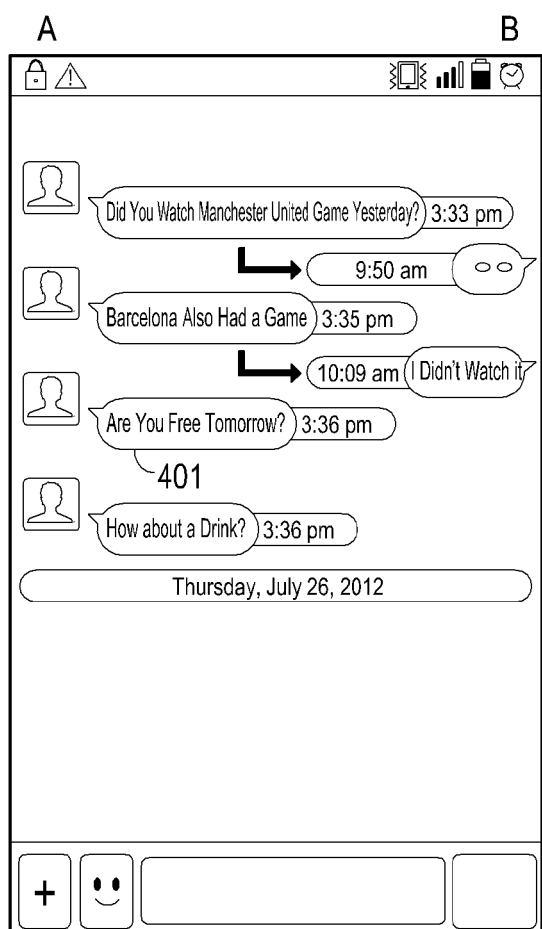 A
B
Did You Watch Manchester United Game Yesterday? 3:33 pm
9:50 am
Barcelona Also Had a Game 3:35 pm
10:09 am I Didn't Watch it
Are You Free Tomorrow? 3:36 pm
401
How about a Drink? 3:36 pm
Thursday, July 26, 2012
+